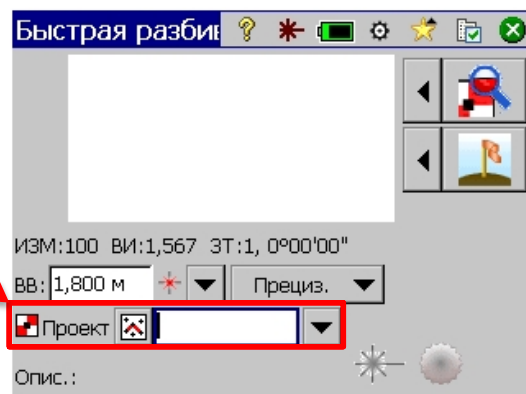 Быстрая разбив
ИЗМ:100 ВИ:1,567 ЗТ:1, 0°00'00"
ВВ: 1,800 м Прециз.
Проект
Опис.: